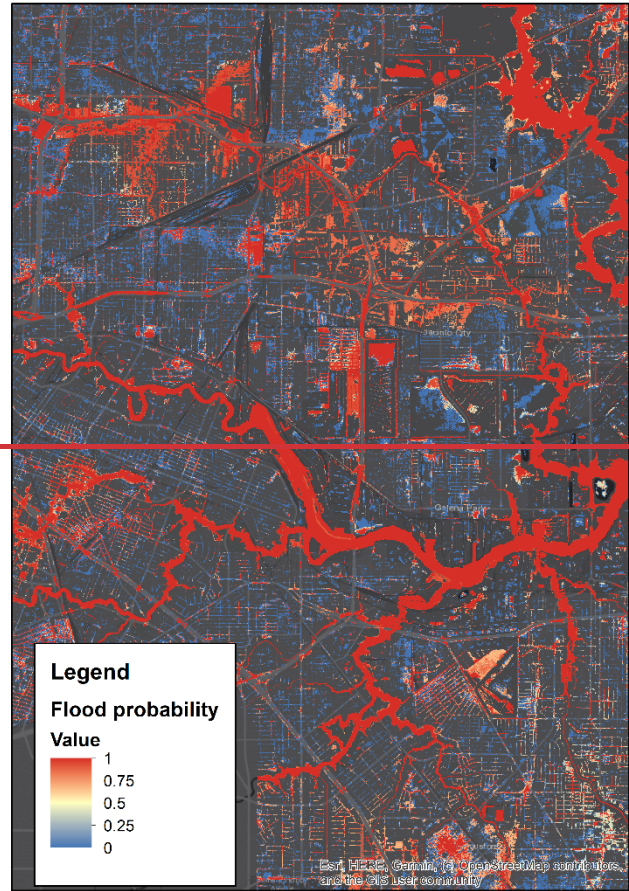 Jacinto City
Galena Park
Legend
Flood probability
Value
1
0.75
0.5
0.25
0
Esri, HERE, Garmin, (c) OpenStreetMap contributors,
and the GIS user community